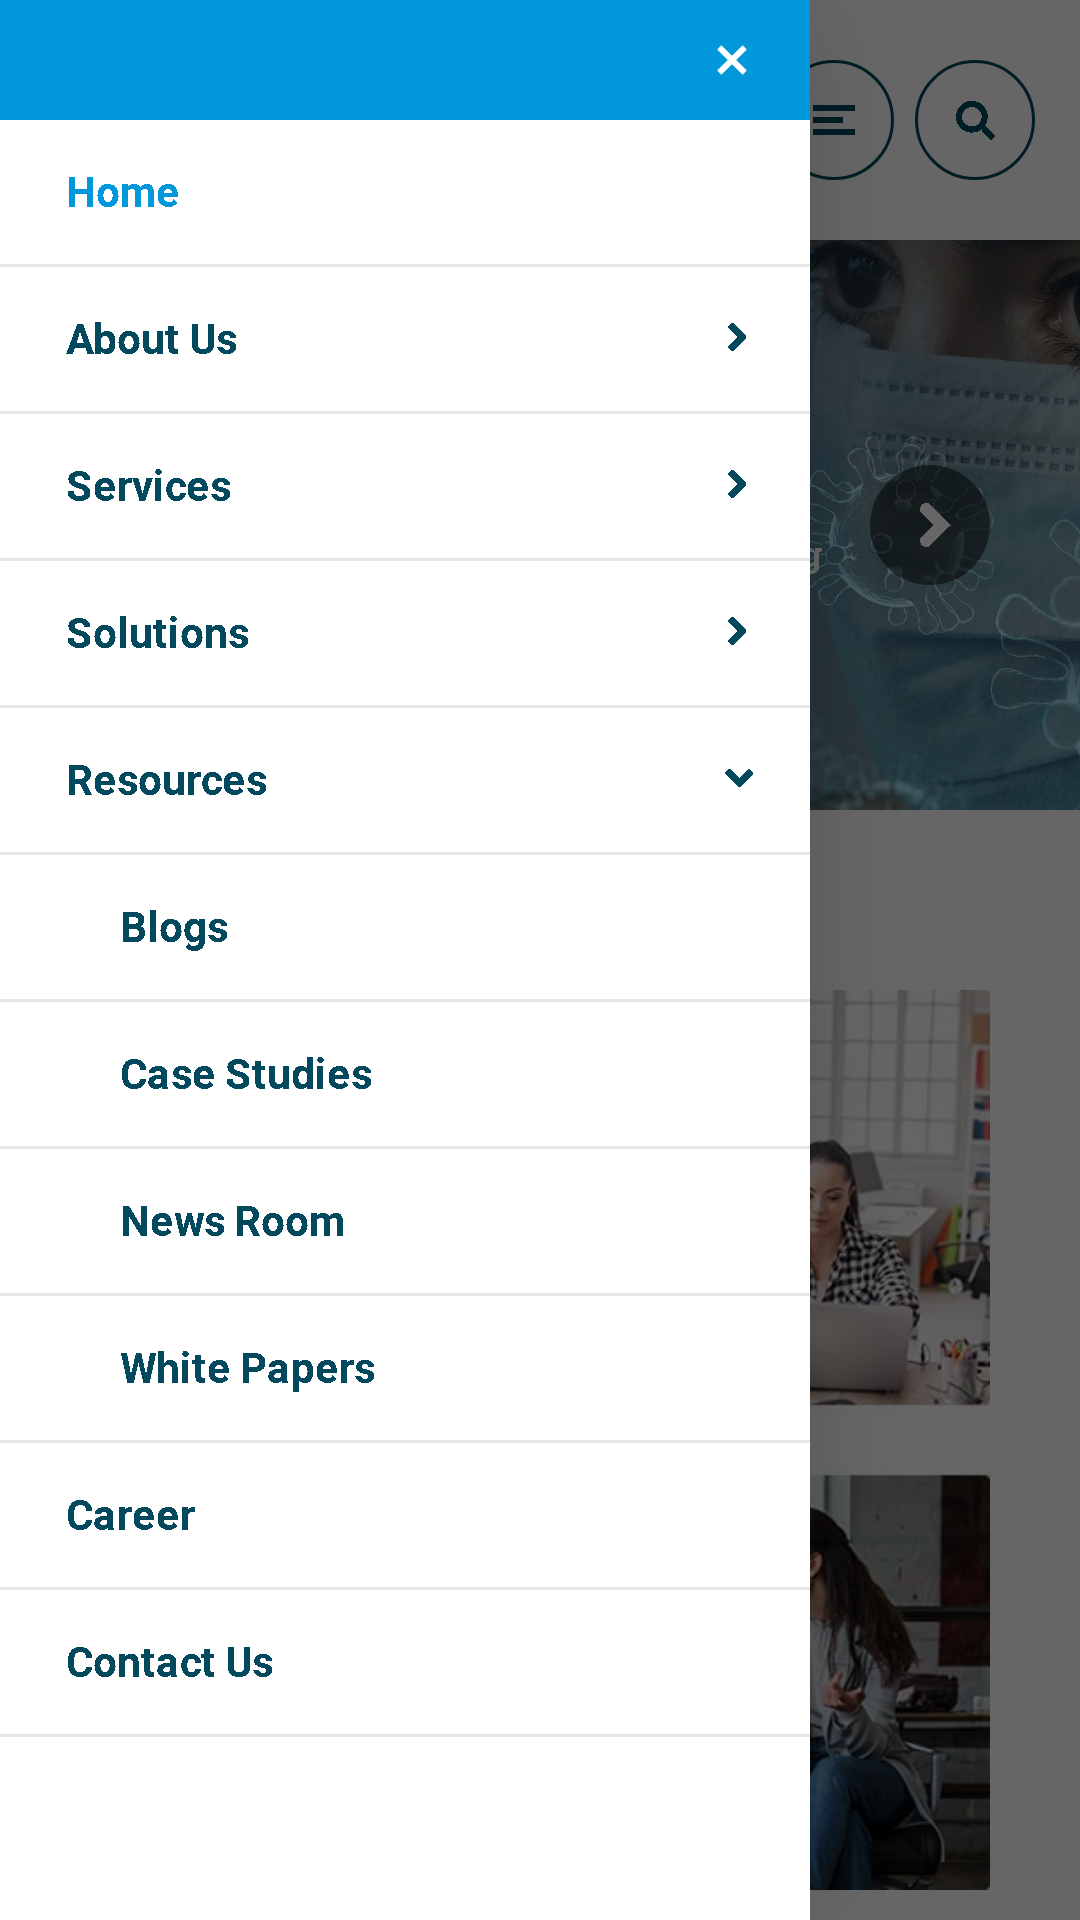 Home
About Us
Services
Solutions
Resources
Blogs
Case Studies
News Room
White Papers
Career
Contact Us